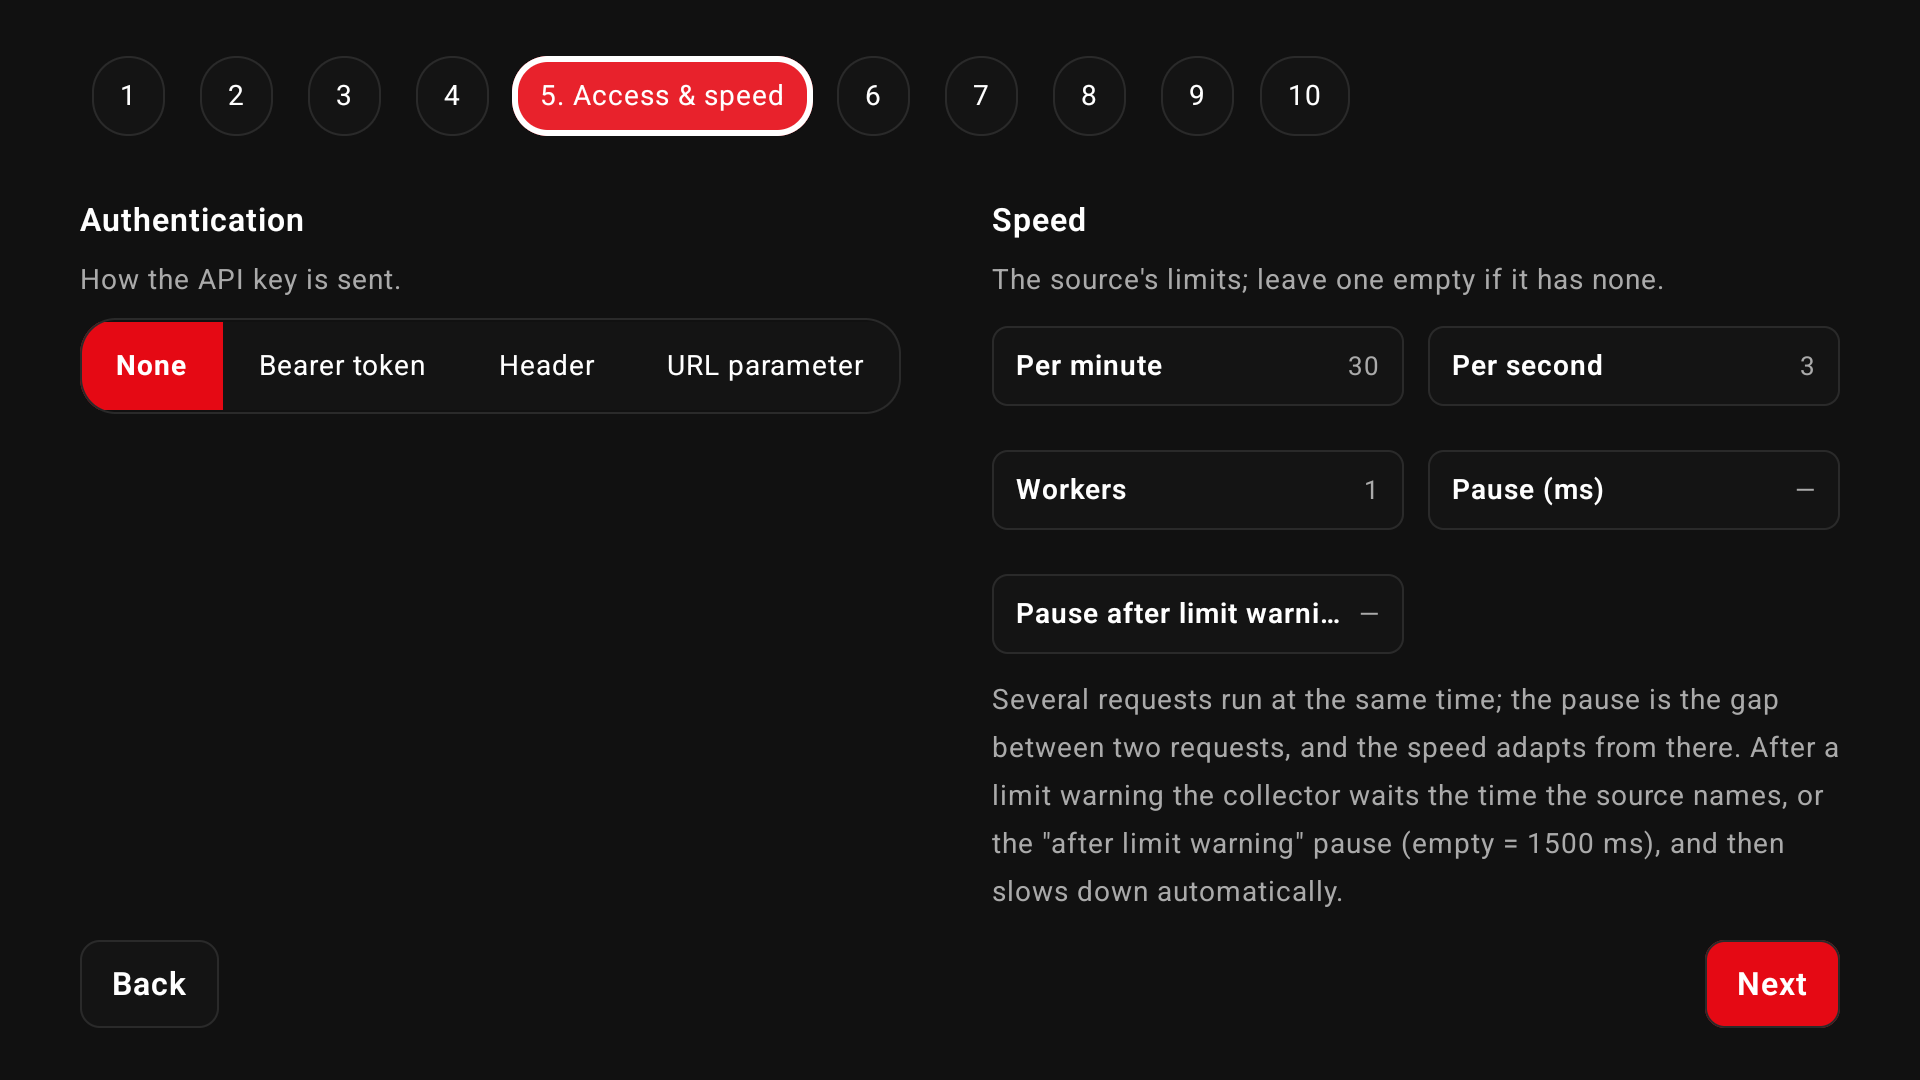 1
2
3
4
5. Access & speed
6
7
8
9
10
Authentication
How the API key is sent.
None
Bearer token
Header
URL parameter
Speed
The source's limits; leave one empty if it has none.
Per minute 30
Per second 3
Workers 1
Pause (ms) —
Pause after limit warni... —
Several requests run at the same time; the pause is the gap
between two requests, and the speed adapts from there. After a
limit warning the collector waits the time the source names, or
the "after limit warning" pause (empty = 1500 ms), and then
slows down automatically.
Back
Next